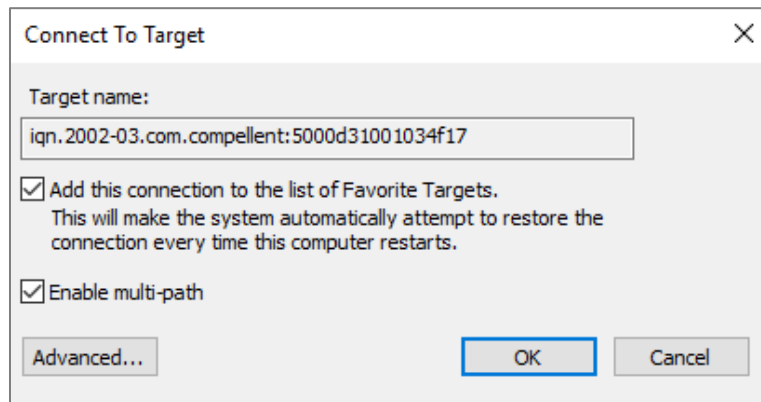 Connect To Target
Target name:
iqn.2002-03.com.compellent:5000d31001034f17
Add this connection to the list of Favorite Targets.
This will make the system automatically attempt to restore the
connection every time this computer restarts.
Enable multi-path
Advanced...
OK
Cancel